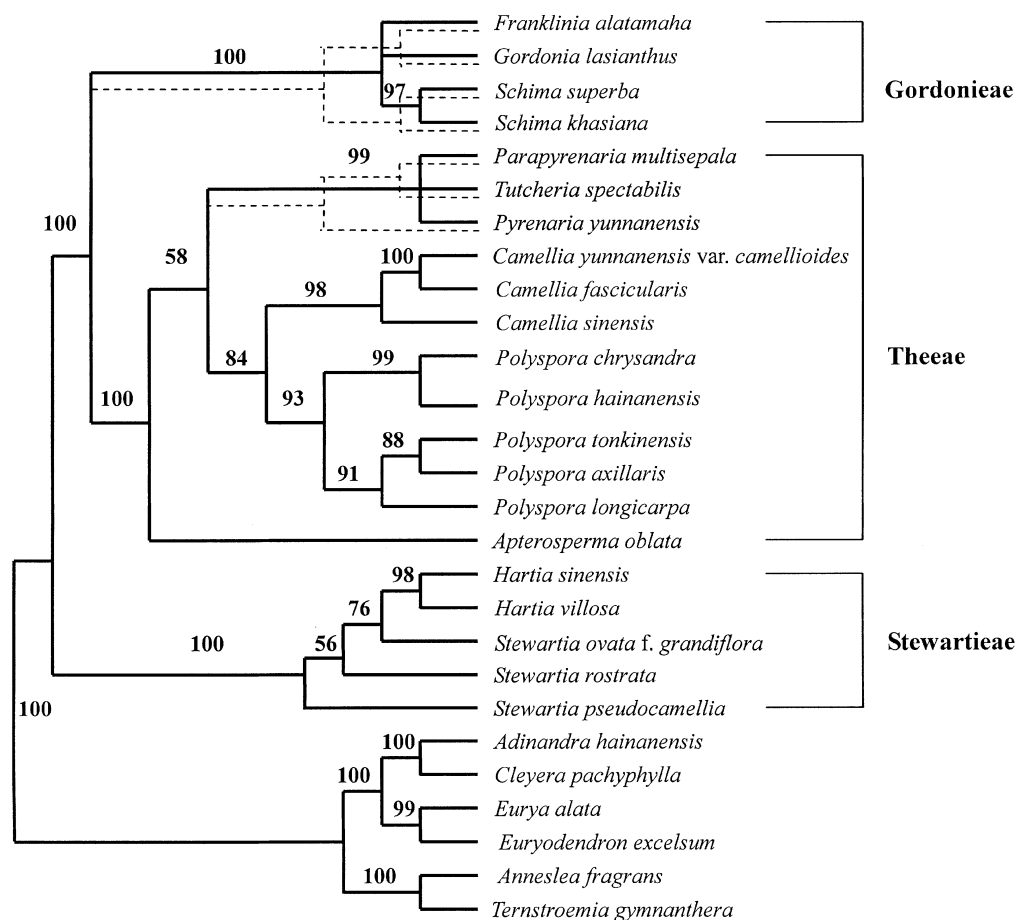 Franklinia alatamaha
100
Gordonia lasianthus
97
Schima superba
Gordonieae
Schima khasiana
99
Parapyrenaria multisepala
Tutcheria spectabilis
100
Pyrenaria yunnanensis
58
100
Camellia yunnanensis var. camellioides
98
Camellia fascicularis
Camellia sinensis
84
99
Polyspora chrysandra
Theeae
100
93
Polyspora hainanensis
88
Polyspora tonkinensis
91
Polyspora axillaris
Polyspora longicarpa
Apterosperma oblata
98
Hartia sinensis
76
Hartia villosa
100
56
Stewartia ovata f. grandiflora
Stewartieae
Stewartia rostrata
100
Stewartia pseudocamellia
100
Adinandra hainanensis
100
Cleyera pachyphylla
99
Eurya alata
Euryodendron excelsum
100
Anneslea fragrans
Ternstroemia gymnanthera